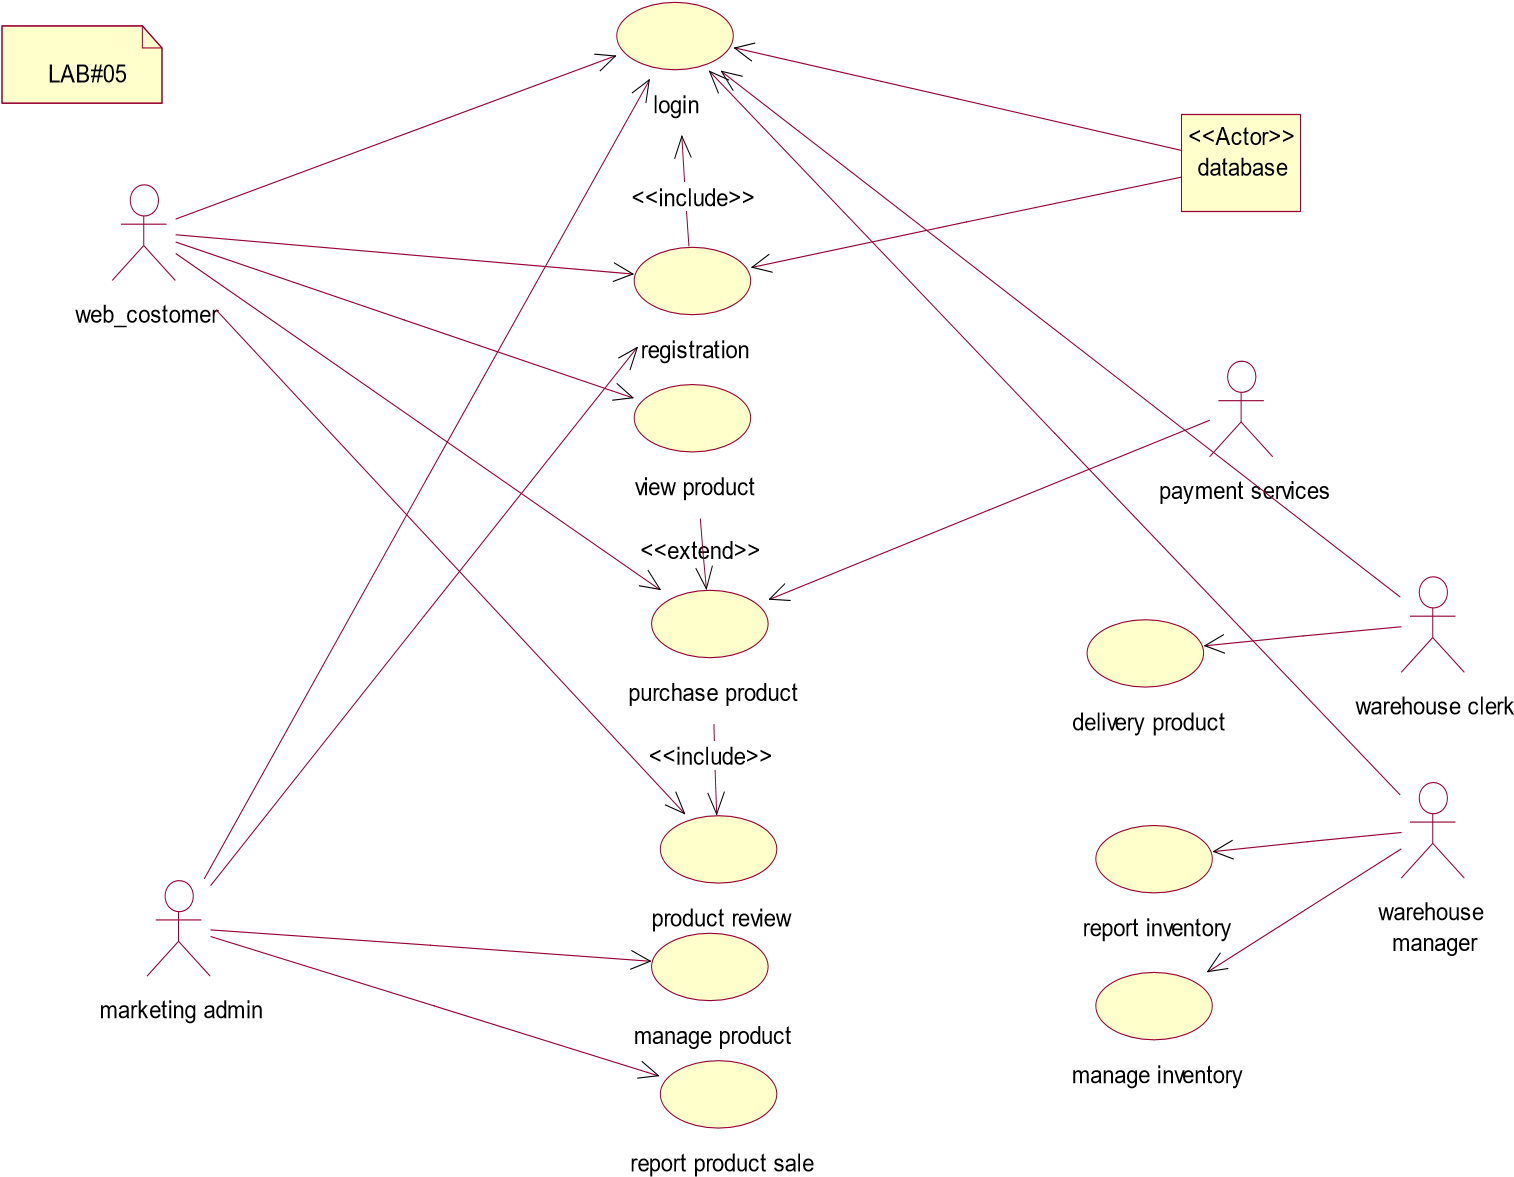 LAB#05
login
<<Actor>>
database
<<include>>
web_costomer
registration
view product
payment services
<<extend>>
purchase product
warehouse clerk
delivery product
<<include>>
product review
report inventory
warehouse
manager
marketing admin
manage product
manage inventory
report product sale